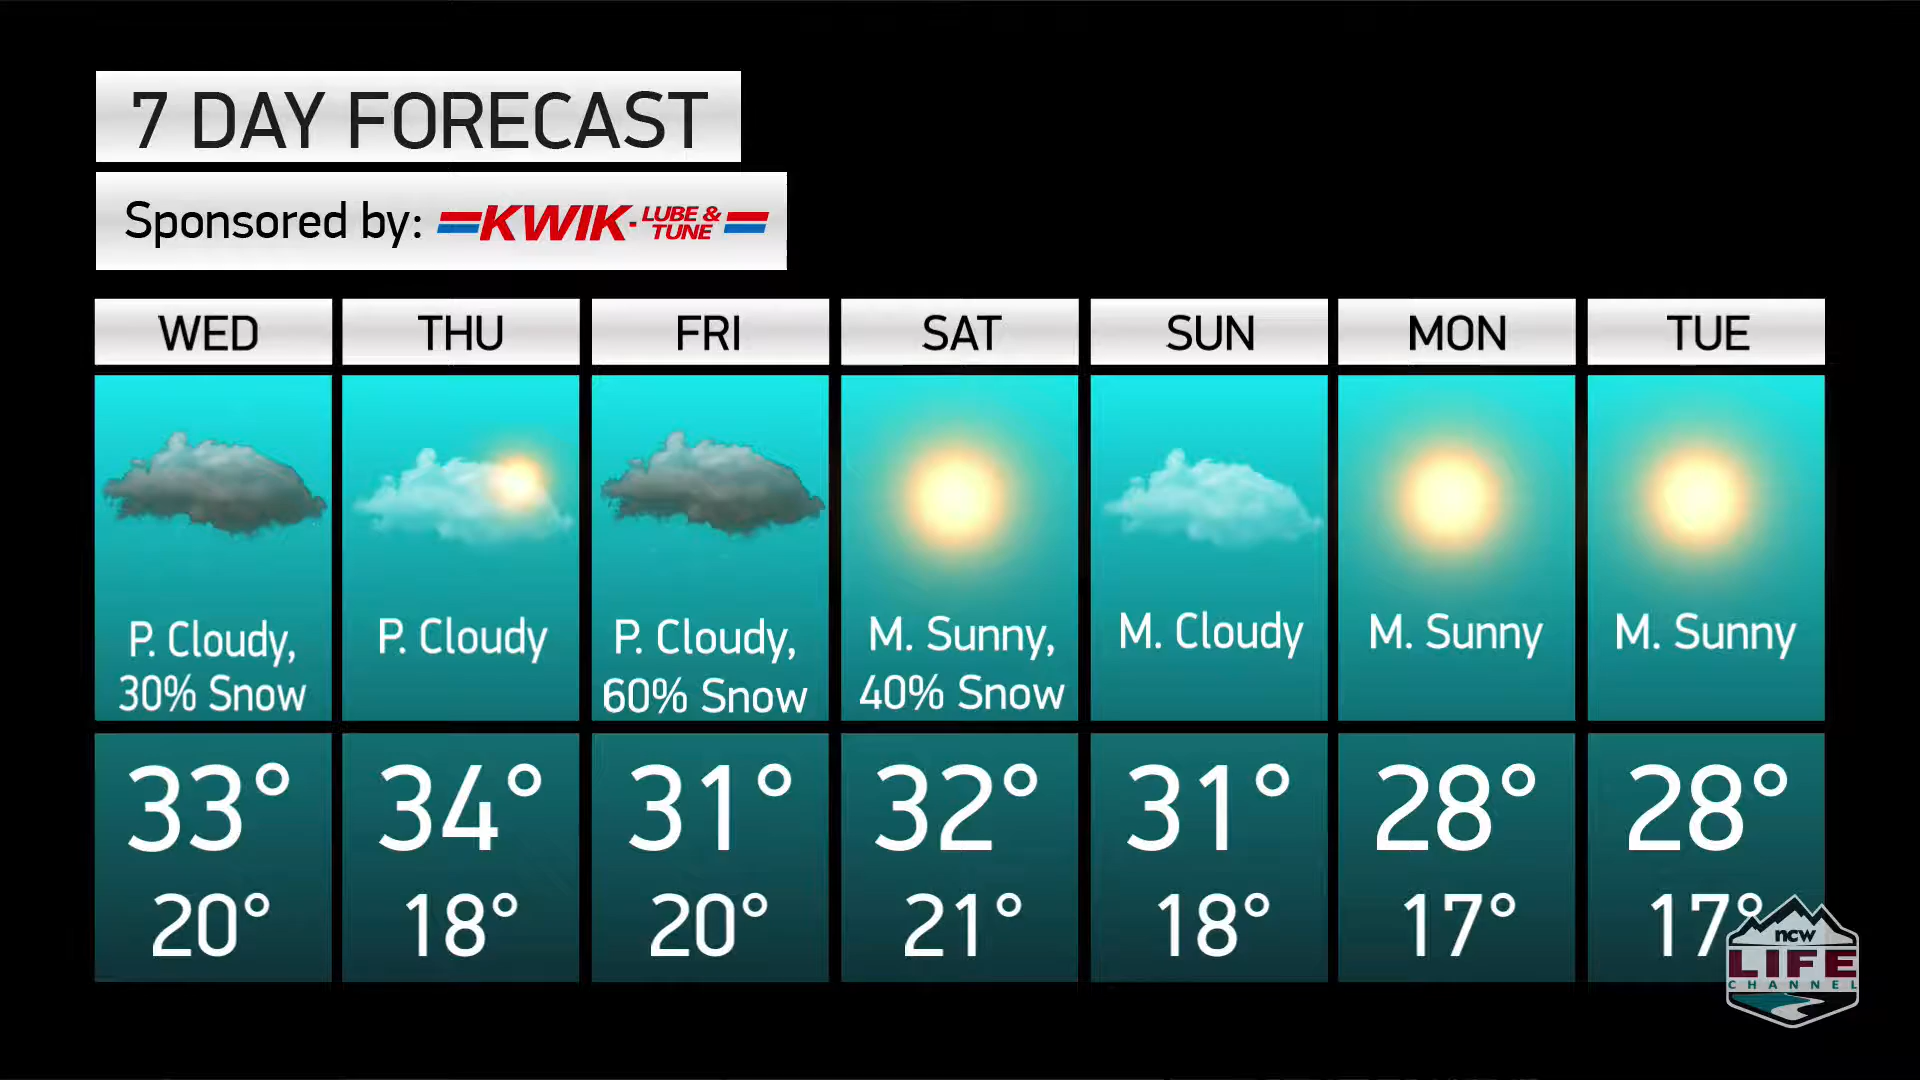 7 DAY FORECAST
Sponsored by: KWIK-LUBE & TUNE
WED THU FRI SAT SUN MON TUE
P. Cloudy, P. Cloudy P. Cloudy, M. Sunny, M. Cloudy M. Sunny M. Sunny
30% Snow 60% Snow 40% Snow
33° 34° 31° 32° 31° 28° 28°
20° 18° 20° 21° 18° 17° 17°
ncw
LIFE
CHANNEL